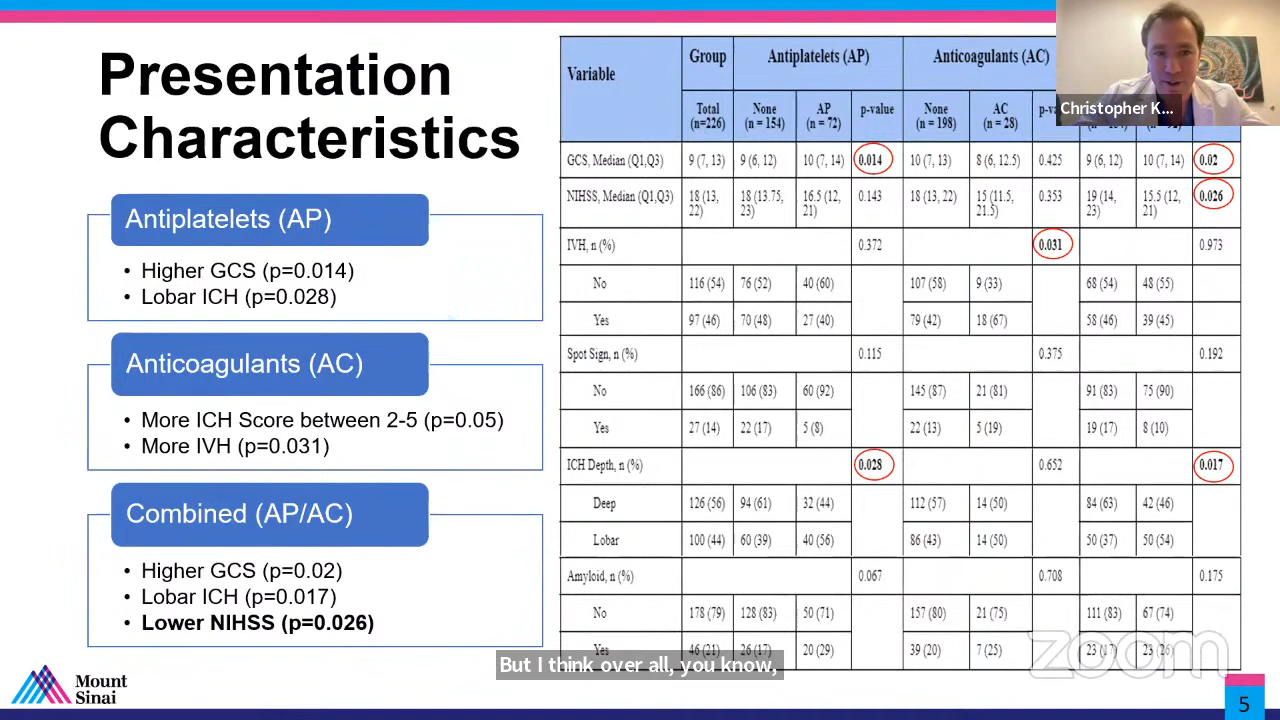 Presentation
Characteristics
Antiplatelets (AP)
• Higher GCS (p=0.014)
• Lobar ICH (p=0.028)
Anticoagulants (AC)
• More ICH Score between 2-5 (p=0.05)
• More IVH (p=0.031)
Combined (AP/AC)
• Higher GCS (p=0.02)
• Lobar ICH (p=0.017)
• Lower NIHSS (p=0.026)
Variable Group Antiplatelets (AP) Anticoagulants (AC)
Total (n=226) None (n = 154) AP (n = 72) p-value None (n = 198) AC (n = 28)
GCS, Median (Q1,Q3) 9 (7, 13) 9 (6, 12) 10 (7, 14) 0.014 10 (7, 13) 8 (6, 12.5) 0.425 9 (6, 12) 10 (7, 14) 0.02
NIHSS, Median (Q1,Q3) 18 (13, 22) 18 (13.75, 23) 16.5 (12, 21) 0.143 18 (13, 22) 15 (11.5, 21.5) 0.353 19 (14, 23) 15.5 (12, 21) 0.026
IVH, n (%) 0.372 0.031 0.973
No 116 (54) 76 (52) 40 (60) 107 (58) 9 (33) 68 (54) 48 (55)
Yes 97 (46) 70 (48) 27 (40) 79 (42) 18 (67) 58 (46) 39 (45)
Spot Sign, n (%) 0.115 0.375 0.192
No 166 (86) 106 (83) 60 (92) 145 (87) 21 (81) 91 (83) 75 (90)
Yes 27 (14) 22 (17) 5 (8) 22 (13) 5 (19) 19 (17) 8 (10)
ICH Depth, n (%) 0.028 0.652 0.017
Deep 126 (56) 94 (61) 32 (44) 112 (57) 14 (50) 84 (63) 42 (46)
Lobar 100 (44) 60 (39) 40 (56) 86 (43) 14 (50) 50 (37) 50 (54)
Amyloid, n (%) 0.067 0.708 0.175
No 178 (79) 128 (83) 50 (71) 157 (80) 21 (75) 111 (83) 67 (74)
Yes 46 (21) 26 (17) 20 (29) 39 (20) 7 (25) 23 (17)
Christopher K...
But I think over all, you know,
zoom
Mount
Sinai
5